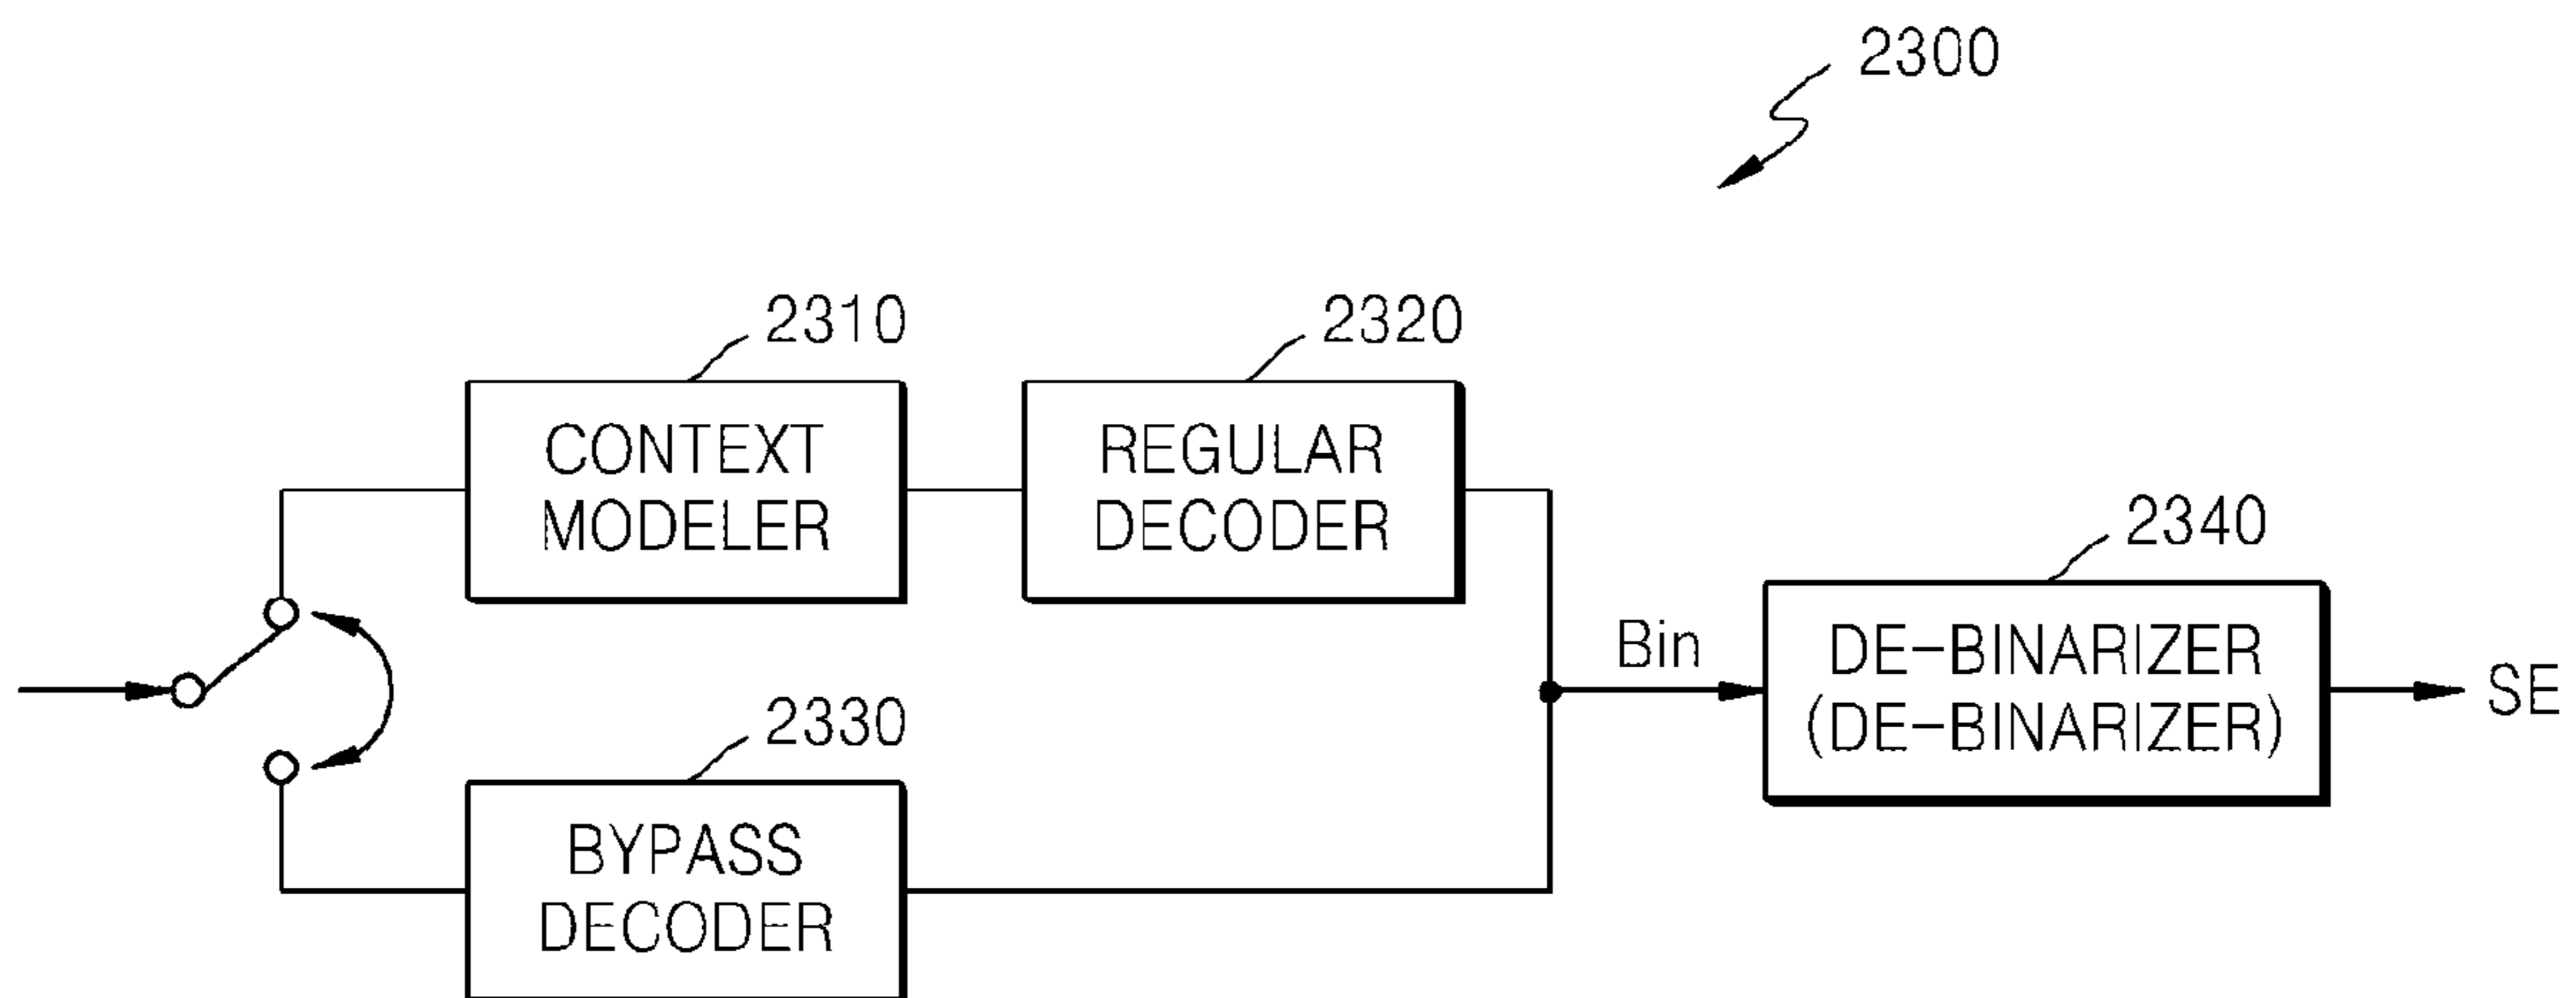 2300
2310
2320
CONTEXT
MODELER
REGULAR
DECODER
2340
Bin
DE-BINARIZER
(DE-BINARIZER)
SE
2330
BYPASS
DECODER